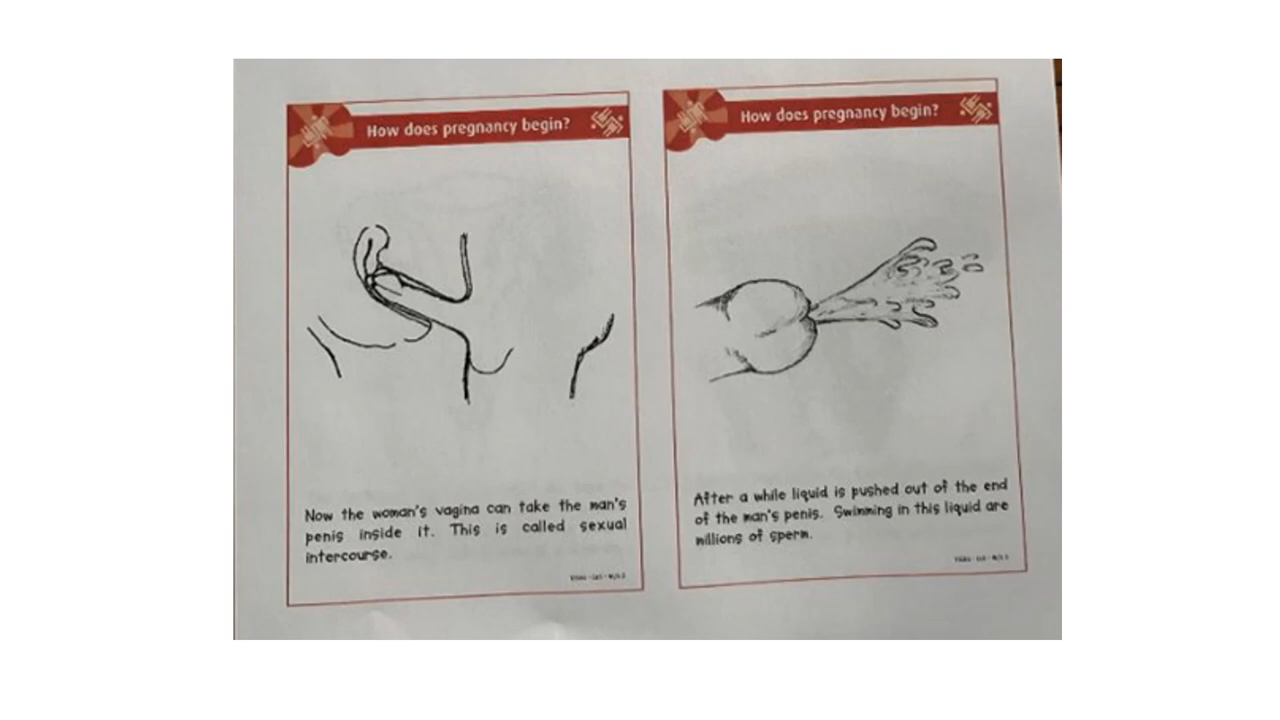 How does pregnancy begin?
Now the woman's vagina can take the man's
penis inside it. This is called sexual
intercourse.
How does pregnancy begin?
After a while liquid is pushed out of the end
of the man's penis. Swimming in this liquid are
millions of sperm.